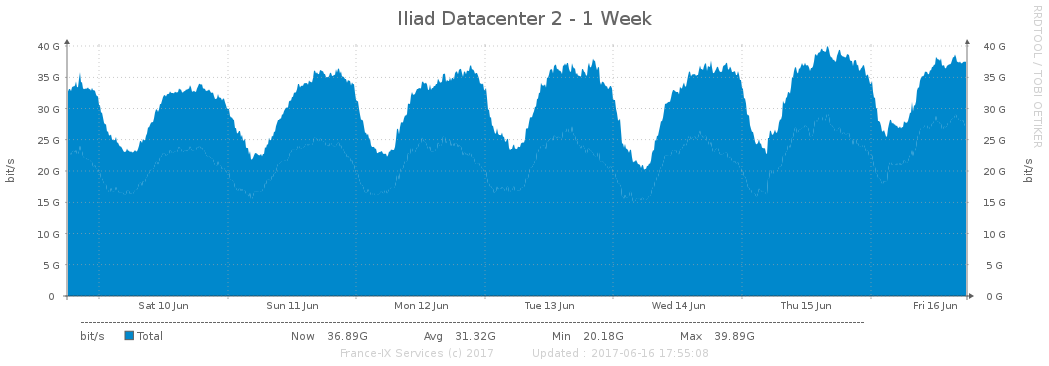 Iliad Datacenter 2 - 1 Week
RRDTOOL / TOBI OETIKER
bit/s
40 G
35 G
30 G
25 G
20 G
15 G
10 G
5 G
0
40 G
35 G
30 G
25 G
20 G
15 G
10 G
5 G
0 G
bit/s
Sat 10 Jun Sun 11 Jun Mon 12 Jun Tue 13 Jun Wed 14 Jun Thu 15 Jun Fri 16 Jun
bit/s Total Now 36.89G Avg 31.32G Min 20.18G Max 39.89G
France-IX Services (c) 2017 Updated : 2017-06-16 17:55:08